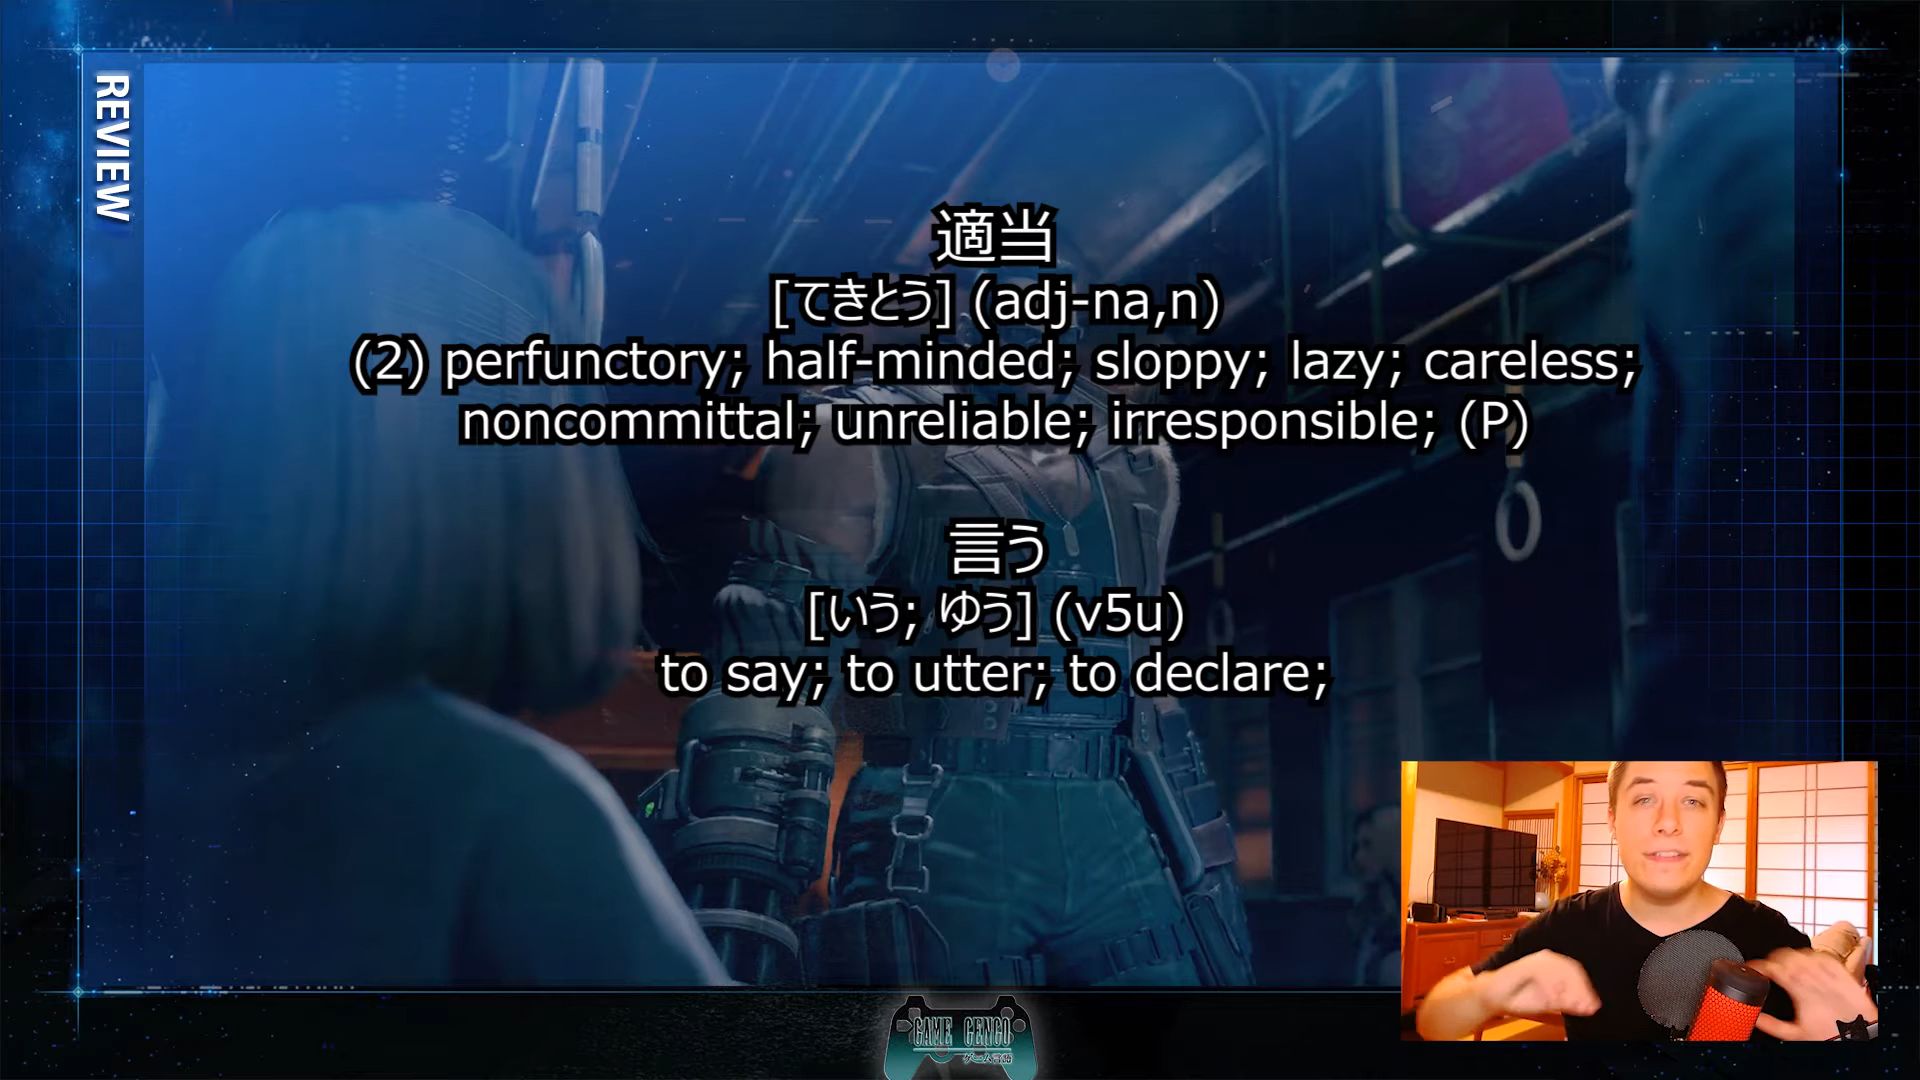 REVIEW
適当
[てきとう] (adj-na,n)
(2) perfunctory; half-minded; sloppy; lazy; careless;
noncommittal; unreliable; irresponsible; (P)
言う
[いう; ゆう] (v5u)
to say; to utter; to declare;
GAME GENGO
ゲーム言語